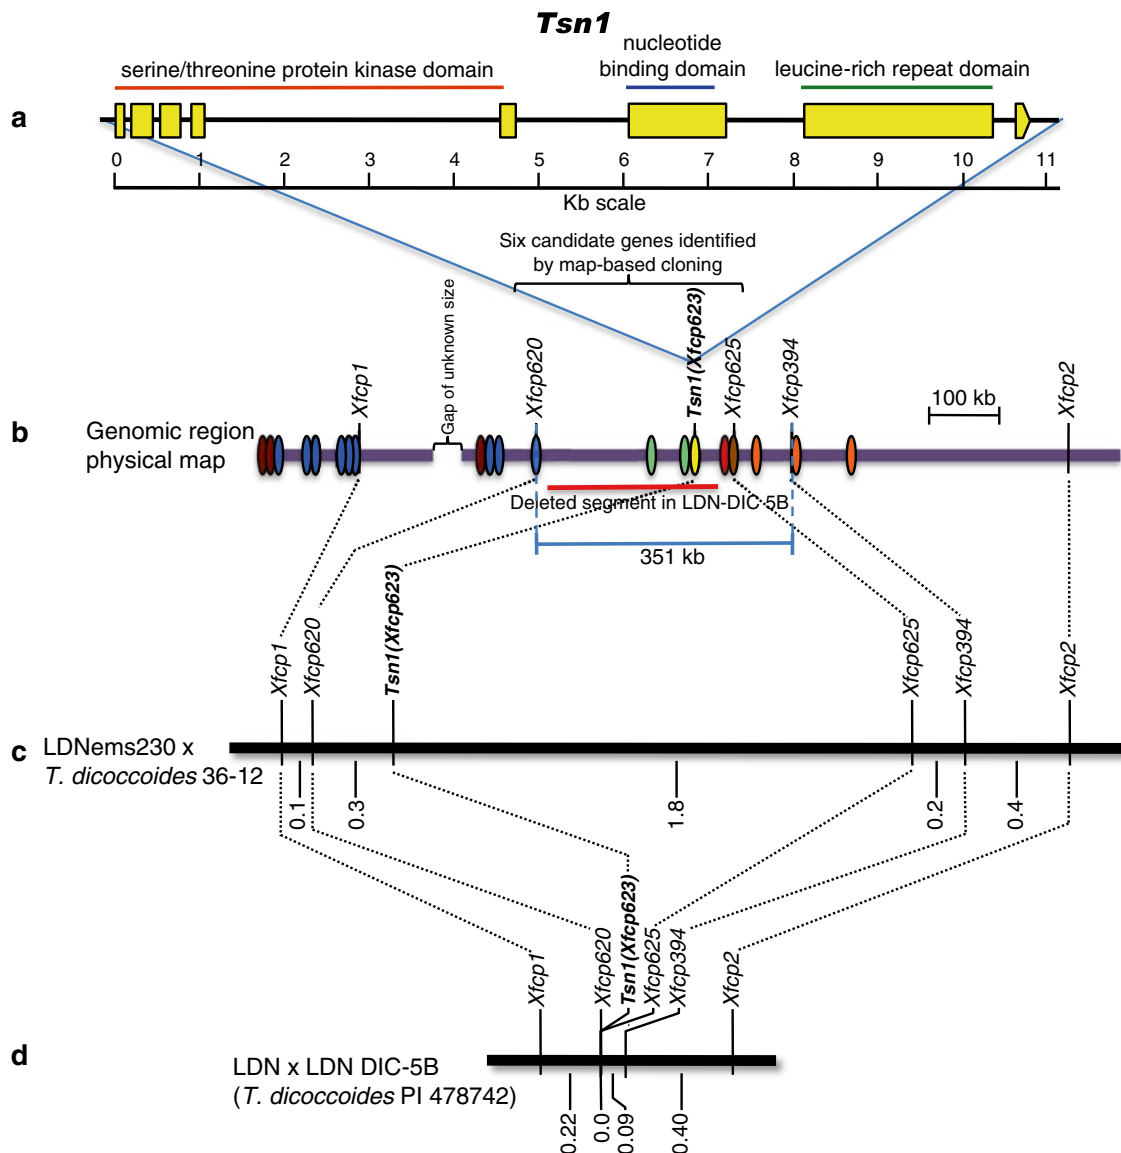 Tsn1
serine/threonine protein kinase domain
nucleotide
binding domain
leucine-rich repeat domain
a
0 1 2 3 4 5 6 7 8 9 10 11
Kb scale
Six candidate genes identified
by map-based cloning
b
Genomic region
physical map
Xfcp1
Gap of unknown size
Xfcp620
Tsn1(Xfcp623)
Xfcp625
Xfcp394
100 kb
Xfcp2
Deleted segment in LDN-DIC 5B
351 kb
Xfcp1
Xfcp620
Tsn1(Xfcp623)
Xfcp625
Xfcp394
Xfcp2
c
LDNems230 x
T. dicoccoides 36-12
0.1
0.3
1.8
0.2
0.4
Xfcp1
Xfcp620
Tsn1(Xfcp623)
Xfcp625
Xfcp394
Xfcp2
d
LDN x LDN DIC-5B
(T. dicoccoides PI 478742)
0.22
0.0
0.09
0.40